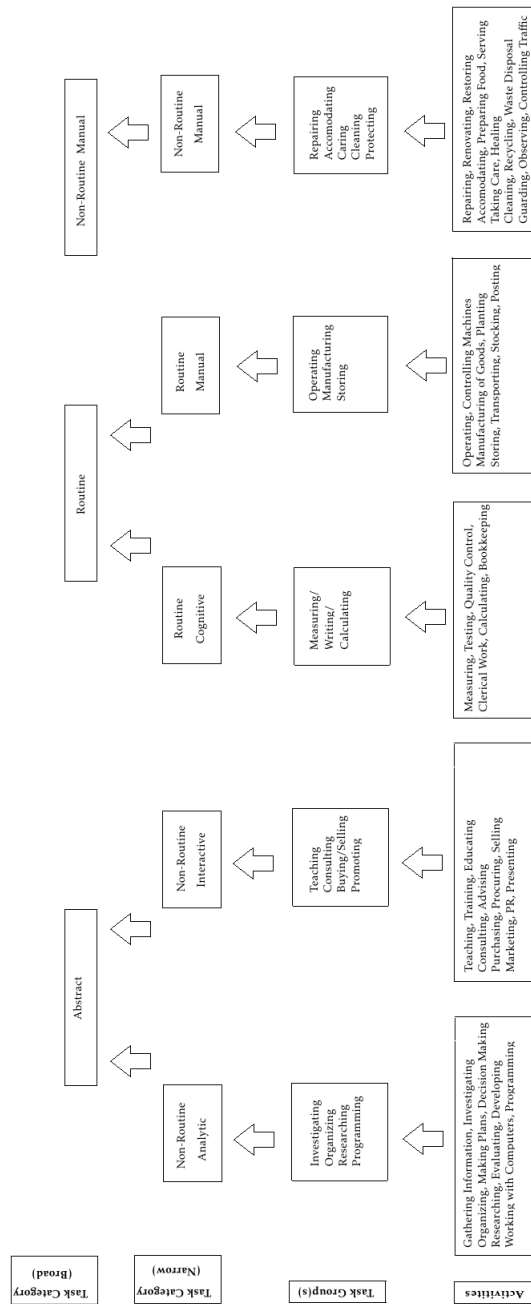 Task Category
(Broad)
Abstract
Routine
Non-Routine Manual
Task Category
(Narrow)
Non-Routine
Analytic
Non-Routine
Interactive
Routine
Cognitive
Routine
Manual
Non-Routine
Manual
Task Group(s)
Investigating
Organizing
Researching
Programming
Teaching
Consulting
Buying/Selling
Promoting
Measuring/
Writing/
Calculating
Operating
Manufacturing
Storing
Repairing
Accomodating
Caring
Cleaning
Protecting
Activitites
Gathering Information, Investigating
Organizing, Making Plans, Decision Making
Researching, Evaluating, Developing
Working with Computers, Programming
Teaching, Training, Educating
Consulting, Advising
Purchasing, Procuring, Selling
Marketing, PR, Presenting
Measuring, Testing, Quality Control,
Clerical Work, Calculating, Bookkeeping
Operating, Controlling Machines
Manufacturing of Goods, Planting
Storing, Transporting, Stocking, Posting
Repairing, Renovating, Restoring
Accomodating, Preparing Food, Serving
Taking Care, Healing
Cleaning, Recycling, Waste Disposal
Guarding, Observing, Controlling Traffic